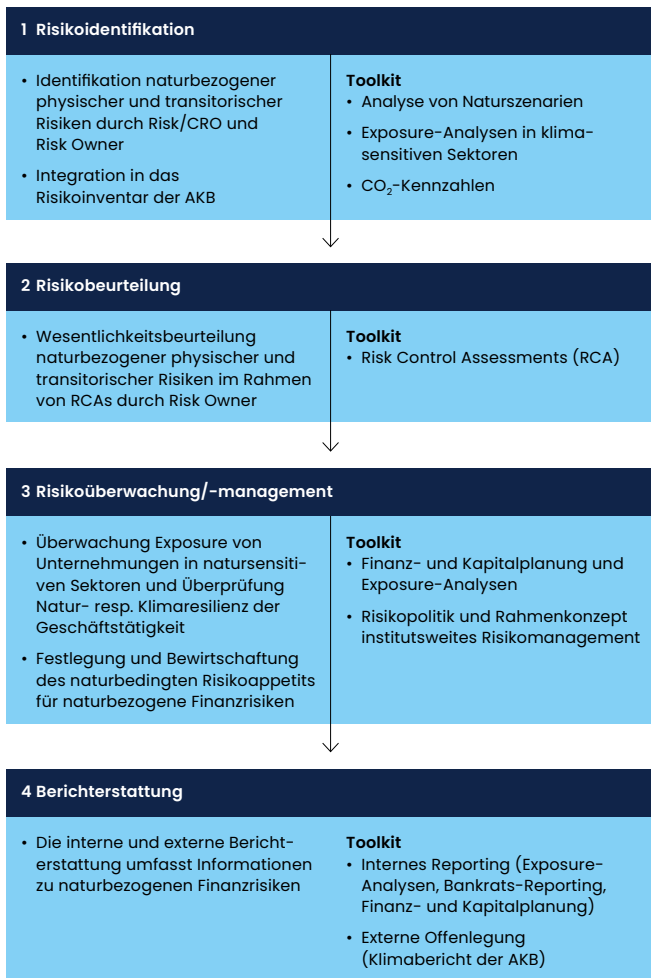 1 Risikoidentifikation
• Identifikation naturbezogener
physischer und transitorischer
Risiken durch Risk/CRO und
Risk Owner
• Integration in das
Risikoinventar der AKB
Toolkit
• Analyse von Naturszenarien
• Exposure-Analysen in klima-
sensitiven Sektoren
• CO₂-Kennzahlen
2 Risikobeurteilung
• Wesentlichkeitsbeurteilung
naturbezogener physischer und
transitorischer Risiken im Rahmen
von RCAs durch Risk Owner
Toolkit
• Risk Control Assessments (RCA)
3 Risikoüberwachung/-management
• Überwachung Exposure von
Unternehmungen in natursensiti-
ven Sektoren und Überprüfung
Natur- resp. Klimaresilienz der
Geschäftstätigkeit
• Festlegung und Bewirtschaftung
des naturbedingten Risikoappetits
für naturbezogene Finanzrisiken
Toolkit
• Finanz- und Kapitalplanung und
Exposure-Analysen
• Risikopolitik und Rahmenkonzept
institutsweites Risikomanagement
4 Berichterstattung
• Die interne und externe Bericht-
erstattung umfasst Informationen
zu naturbezogenen Finanzrisiken
Toolkit
• Internes Reporting (Exposure-
Analysen, Bankrats-Reporting,
Finanz- und Kapitalplanung)
• Externe Offenlegung
(Klimabericht der AKB)